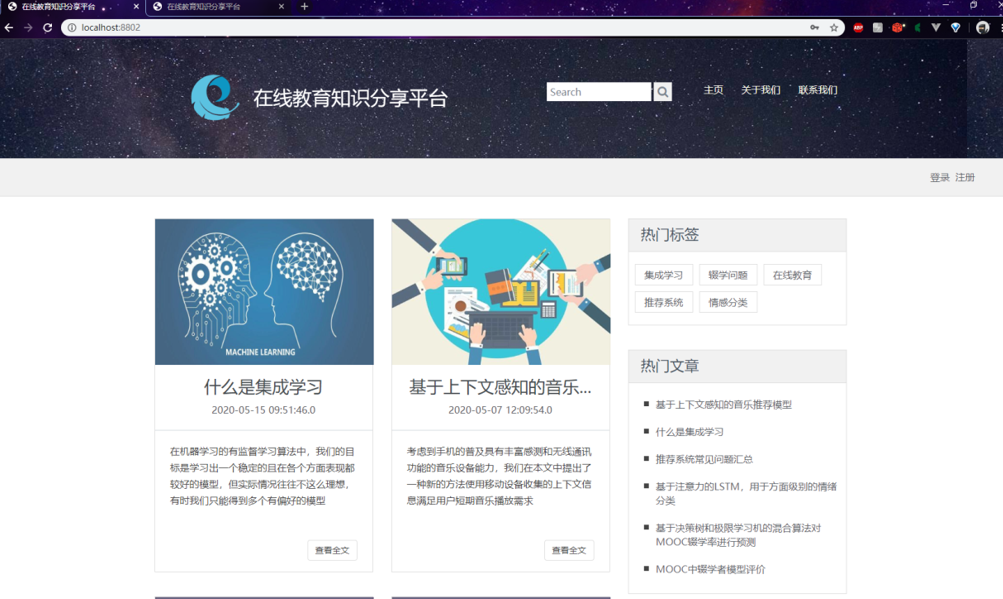 在线教育知识分享平台
在线教育知识分享平台
localhost:8802
ABP
在线教育知识分享平台
Search
主页 关于我们 联系我们
登录 注册
MACHINE LEARNING
什么是集成学习
2020-05-15 09:51:46.0
在机器学习的有监督学习算法中，我们的目
标是学习出一个稳定的且在各个方面表现都
较好的模型，但实际情况往往不这么理想，
有时我们只能得到多个有偏好的模型
查看全文
基于上下文感知的音乐...
2020-05-07 12:09:54.0
考虑到手机的普及具有丰富感测和无线通讯
功能的音乐设备能力，我们在本文中提出了
一种新的方法使用移动设备收集的上下文信
息满足用户短期音乐播放需求
查看全文
热门标签
集成学习 辍学问题 在线教育
推荐系统 情感分类
热门文章
基于上下文感知的音乐推荐模型
什么是集成学习
推荐系统常见问题汇总
基于注意力的LSTM，用于方面级别的情绪
分类
基于决策树和极限学习机的混合算法对
MOOC辍学率进行预测
MOOC中辍学者模型评价